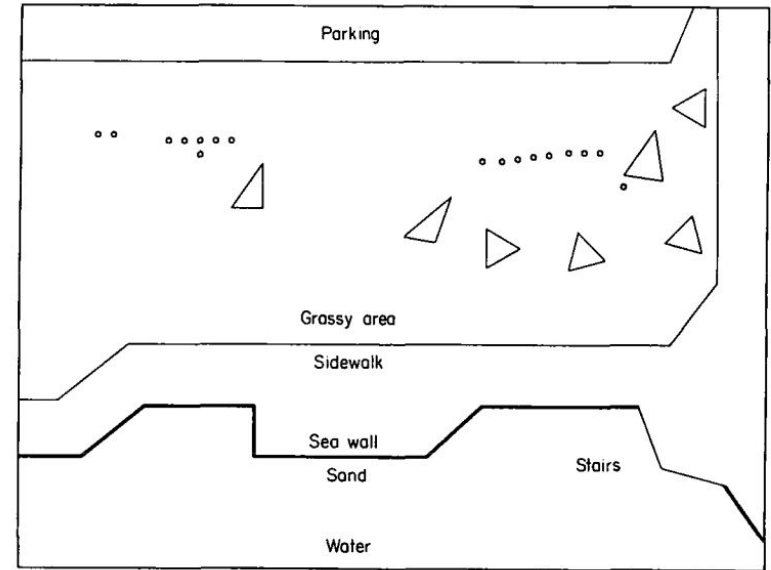 Parking
Grassy area
Sidewalk
Sea wall
Sand
Stairs
Water